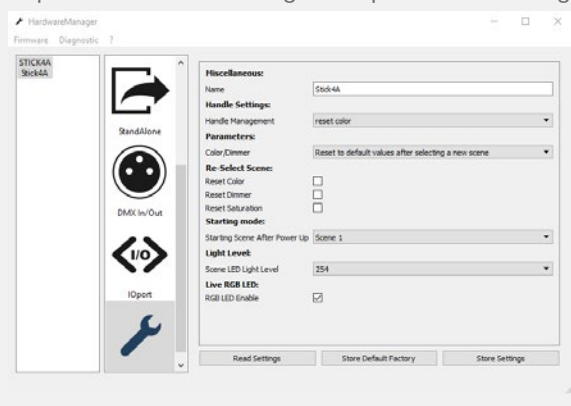 HardwareManager
Firmware Diagnostic ?
STICK4A
Stick4A
StandAlone
DMX In/Out
I/O
IOport
Miscellaneous:
Name Stick4A
Handle Settings:
Handle Management reset color
Parameters:
Color/Dimmer Reset to default values after selecting a new scene
Re-Select Scene:
Reset Color
Reset Dimmer
Reset Saturation
Starting mode:
Starting Scene After Power Up Scene 1
Light Level:
Scene LED Light Level 254
Live RGB LED:
RGB LED Enable
Read Settings Store Default Factory Store Settings